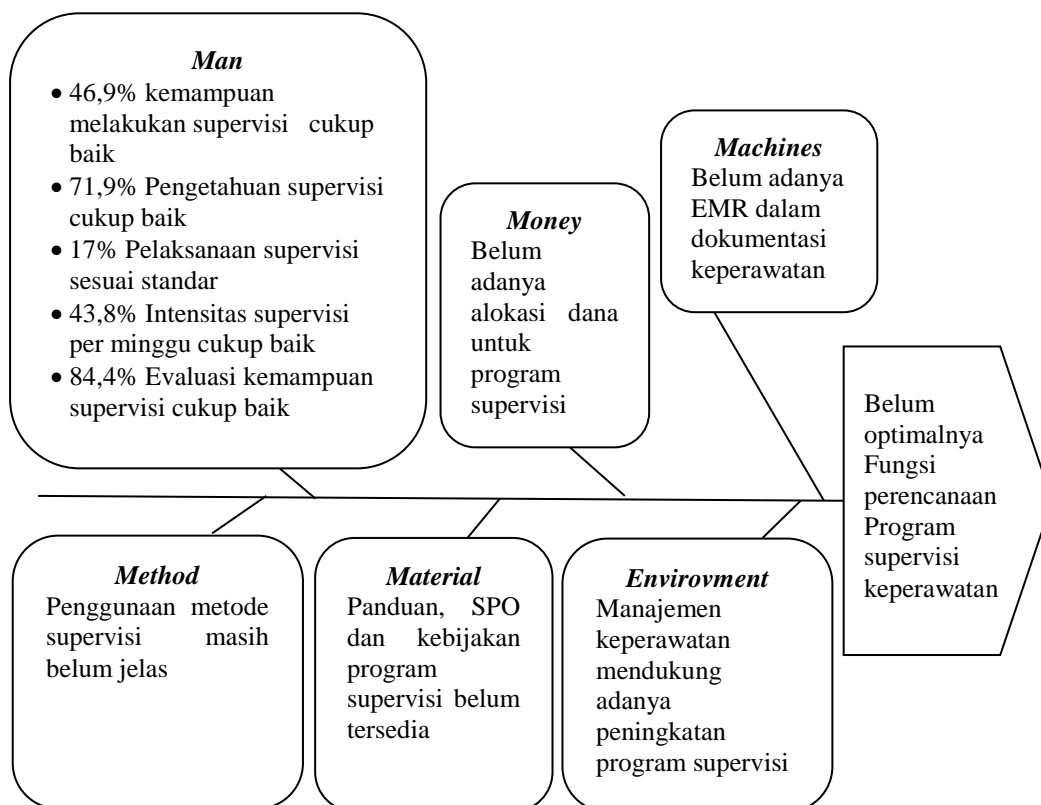 Man
• 46,9% kemampuan
melakukan supervisi cukup
baik
• 71,9% Pengetahuan supervisi
cukup baik
• 17% Pelaksanaan supervisi
sesuai standar
• 43,8% Intensitas supervisi
per minggu cukup baik
• 84,4% Evaluasi kemampuan
supervisi cukup baik
Money
Belum
adanya
alokasi dana
untuk
program
supervisi
Machines
Belum adanya
EMR dalam
dokumentasi
keperawatan
Belum
optimalnya
Fungsi
perencanaan
Program
supervisi
keperawatan
Method
Penggunaan metode
supervisi masih
belum jelas
Material
Panduan, SPO
dan kebijakan
program
supervisi belum
tersedia
Envirovment
Manajemen
keperawatan
mendukung
adanya
peningkatan
program supervisi